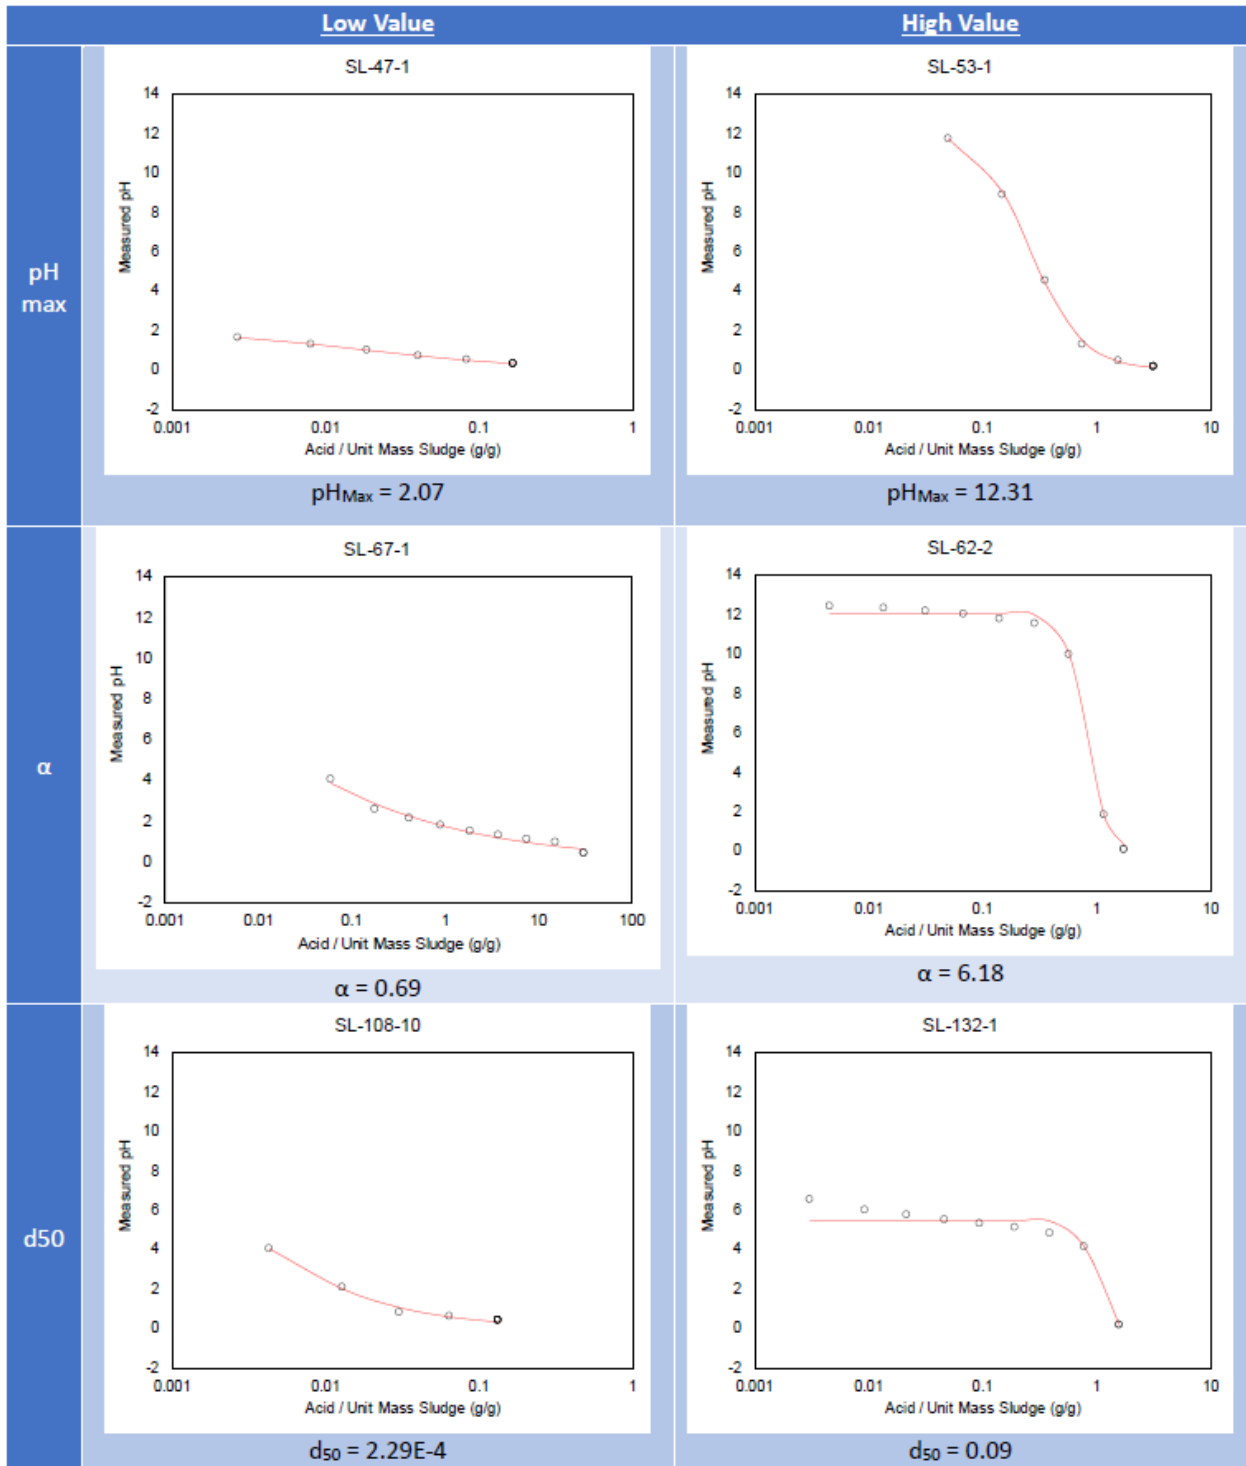 Low Value
High Value
pH
max
SL-47-1
14
12
10
8
6
4
2
0
-2
Measured pH
0.001
0.01
0.1
1
Acid / Unit Mass Sludge (g/g)
pHMax = 2.07
SL-53-1
14
12
10
8
6
4
2
0
-2
Measured pH
0.001
0.01
0.1
1
10
Acid / Unit Mass Sludge (g/g)
pHMax = 12.31
α
SL-67-1
14
12
10
8
6
4
2
0
-2
Measured pH
0.001
0.01
0.1
1
10
100
Acid / Unit Mass Sludge (g/g)
α = 0.69
SL-62-2
14
12
10
8
6
4
2
0
-2
Measured pH
0.001
0.01
0.1
1
10
Acid / Unit Mass Sludge (g/g)
α = 6.18
d50
SL-108-10
14
12
10
8
6
4
2
0
-2
Measured pH
0.001
0.01
0.1
1
Acid / Unit Mass Sludge (g/g)
d50 = 2.29E-4
SL-132-1
14
12
10
8
6
4
2
0
-2
Measured pH
0.001
0.01
0.1
1
10
Acid / Unit Mass Sludge (g/g)
d50 = 0.09